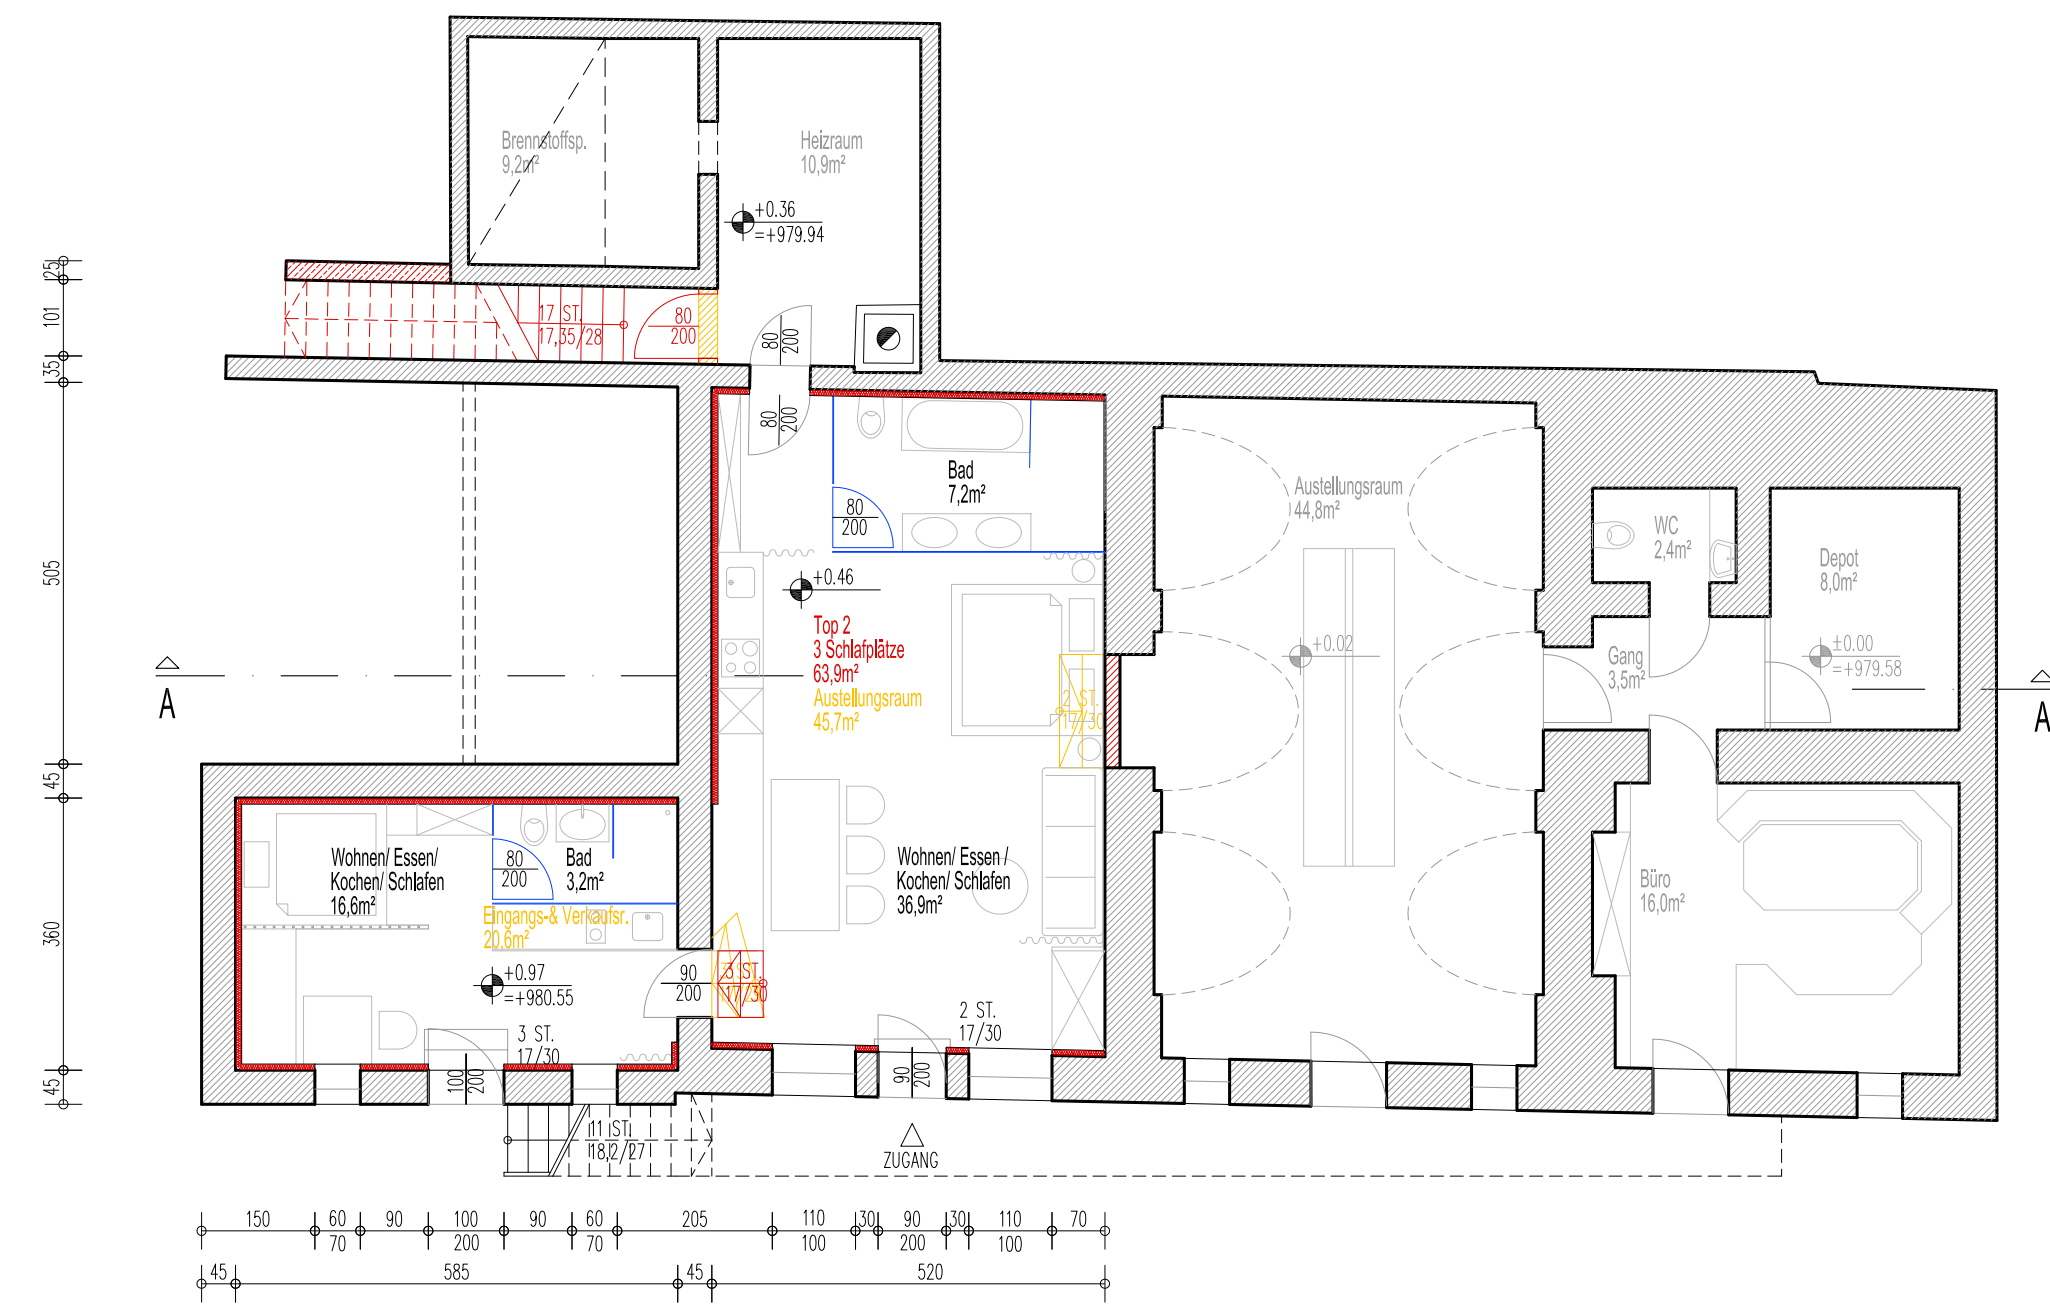 Brennstoffsp.
9,2m²
Heizraum
10,9m²
+0.36
=+979.94
17 ST.
17,35/28
80
200
80
200
80
200
Bad
7,2m²
80
200
+0.46
Top 2
3 Schlafplätze
63,9m²
Austellungsraum
45,7m²
2 ST.
17/30
Austellungsraum
44,8m²
+0.02
WC
2,4m²
Depot
8,0m²
Gang
3,5m²
±0.00
=+979.58
A
A
Wohnen/ Essen/
Kochen/ Schlafen
16,6m²
80
200
Bad
3,2m²
Eingangs-& Verkaufsr.
20,6m²
+0.97
=+980.55
90
200
3 ST.
17/30
Wohnen/ Essen /
Kochen/ Schlafen
36,9m²
Büro
16,0m²
3 ST.
17/30
2 ST.
17/30
100
200
90
200
11 ST.
18,2/27
ZUGANG
25
101
35
505
45
360
45
150 60 90 100 90 60 205 110 30 90 30 110 70
70 200 70 100 200 100
45 585 45 520